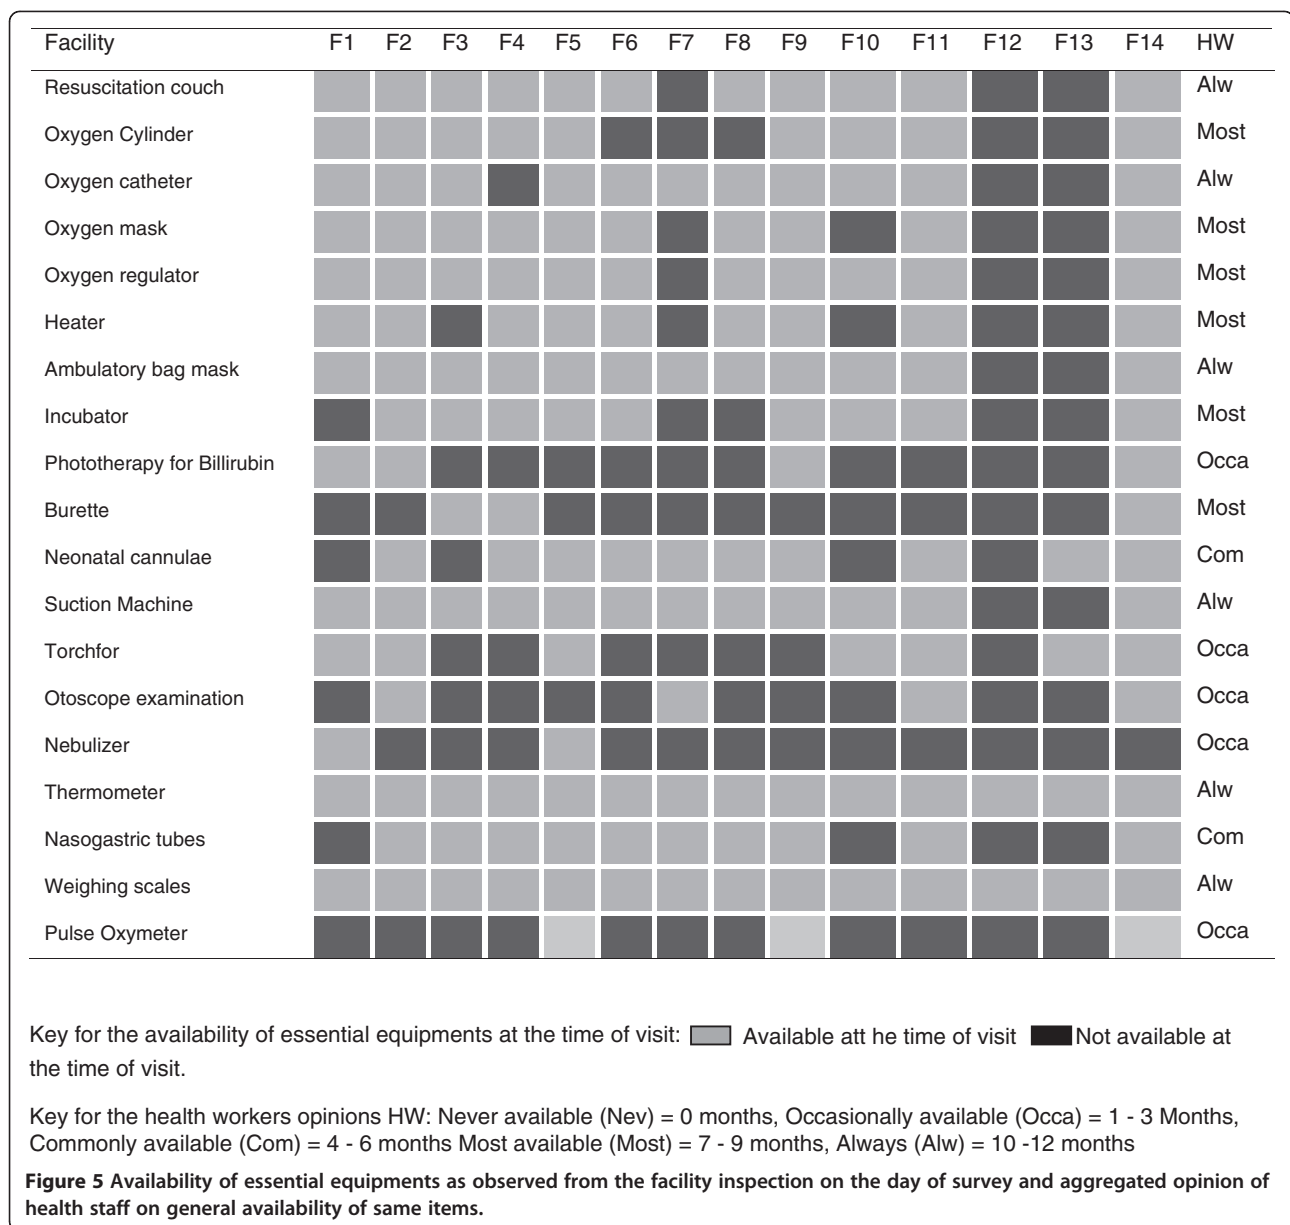 Facility F1 F2 F3 F4 F5 F6 F7 F8 F9 F10 F11 F12 F13 F14 HW
Resuscitation couch Alw
Oxygen Cylinder Most
Oxygen catheter Alw
Oxygen mask Most
Oxygen regulator Most
Heater Most
Ambulatory bag mask Alw
Incubator Most
Phototherapy for Billirubin Occa
Burette Most
Neonatal cannulae Com
Suction Machine Alw
Torchfor Occa
Otoscope examination Occa
Nebulizer Occa
Thermometer Alw
Nasogastric tubes Com
Weighing scales Alw
Pulse Oxymeter Occa
Key for the availability of essential equipments at the time of visit: Available att he time of visit Not available at
the time of visit.
Key for the health workers opinions HW: Never available (Nev) = 0 months, Occasionally available (Occa) = 1 - 3 Months,
Commonly available (Com) = 4 - 6 months Most available (Most) = 7 - 9 months, Always (Alw) = 10 -12 months
Figure 5 Availability of essential equipments as observed from the facility inspection on the day of survey and aggregated opinion of
health staff on general availability of same items.